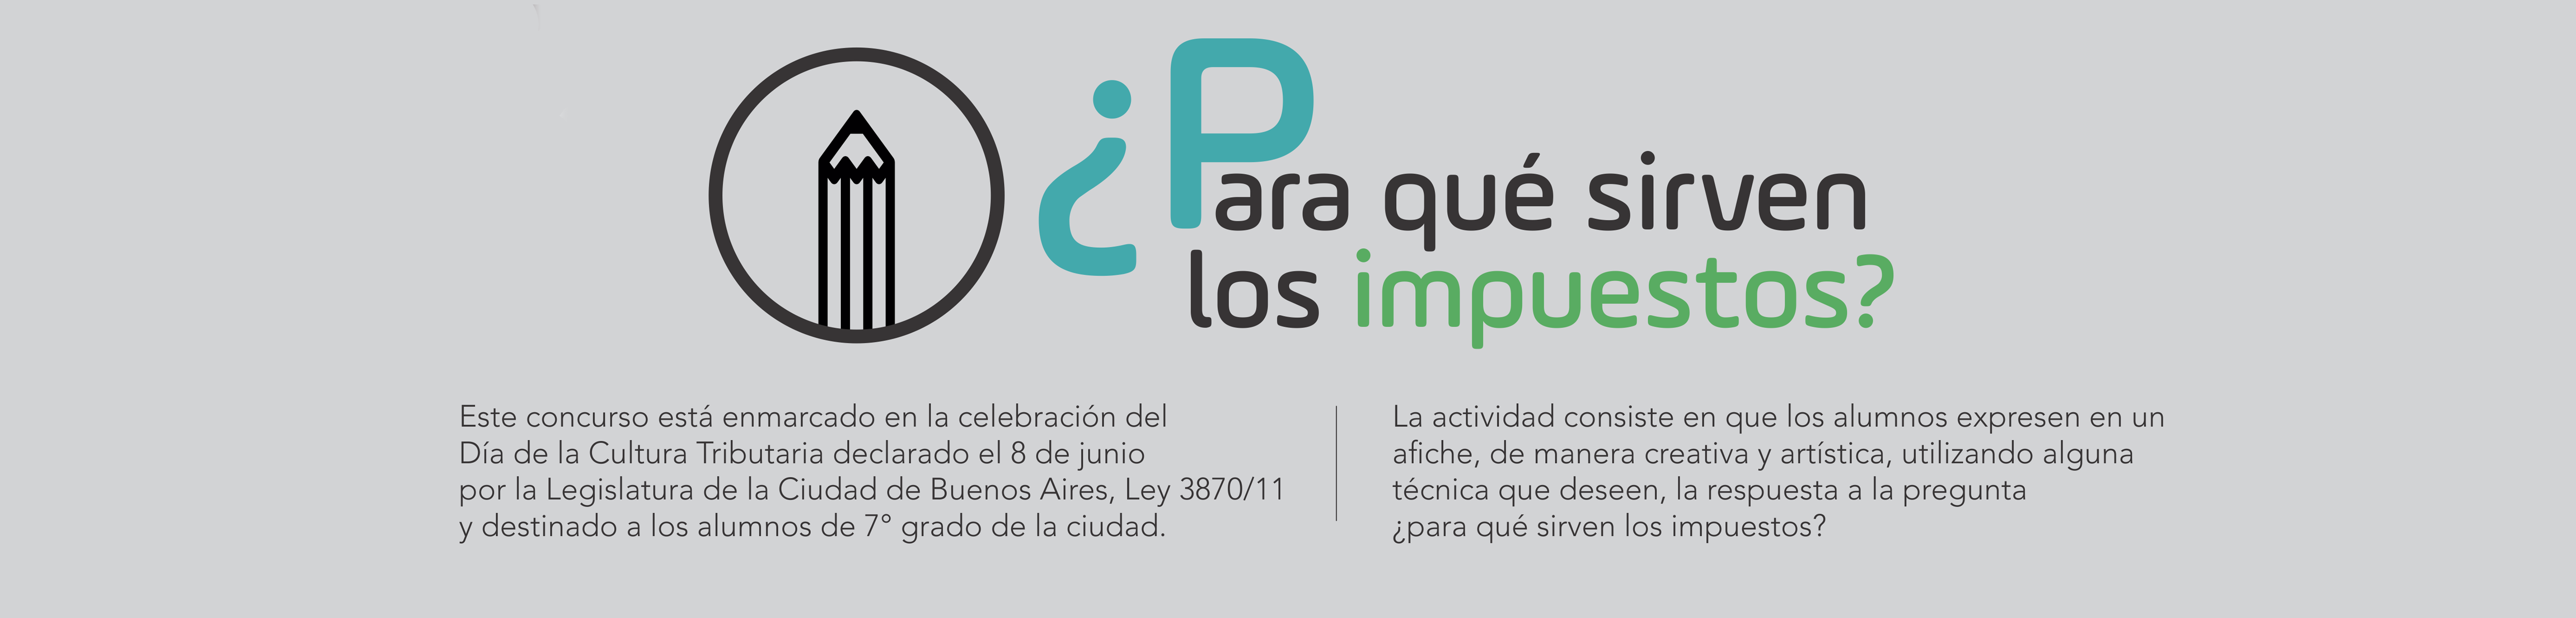 ¿Para qué sirven
los impuestos?
Este concurso está enmarcado en la celebración del
Día de la Cultura Tributaria declarado el 8 de junio
por la Legislatura de la Ciudad de Buenos Aires, Ley 3870/11
y destinado a los alumnos de 7° grado de la ciudad.
La actividad consiste en que los alumnos expresen en un
afiche, de manera creativa y artística, utilizando alguna
técnica que deseen, la respuesta a la pregunta
¿para qué sirven los impuestos?